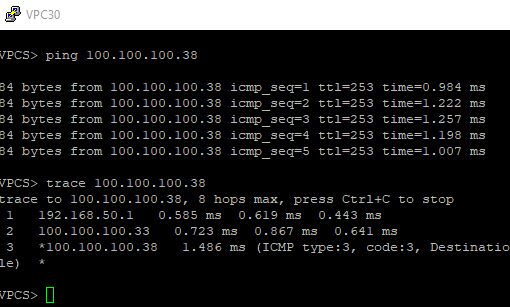 VPC30
VPCS> ping 100.100.100.38
84 bytes from 100.100.100.38 icmp_seq=1 ttl=253 time=0.984 ms
84 bytes from 100.100.100.38 icmp_seq=2 ttl=253 time=1.222 ms
84 bytes from 100.100.100.38 icmp_seq=3 ttl=253 time=1.257 ms
84 bytes from 100.100.100.38 icmp_seq=4 ttl=253 time=1.198 ms
84 bytes from 100.100.100.38 icmp_seq=5 ttl=253 time=1.007 ms
VPCS> trace 100.100.100.38
trace to 100.100.100.38, 8 hops max, press Ctrl+C to stop
1 192.168.50.1 0.585 ms 0.619 ms 0.443 ms
2 100.100.100.33 0.723 ms 0.867 ms 0.641 ms
3 *100.100.100.38 1.486 ms (ICMP type:3, code:3, Destinatio
le) *
VPCS>